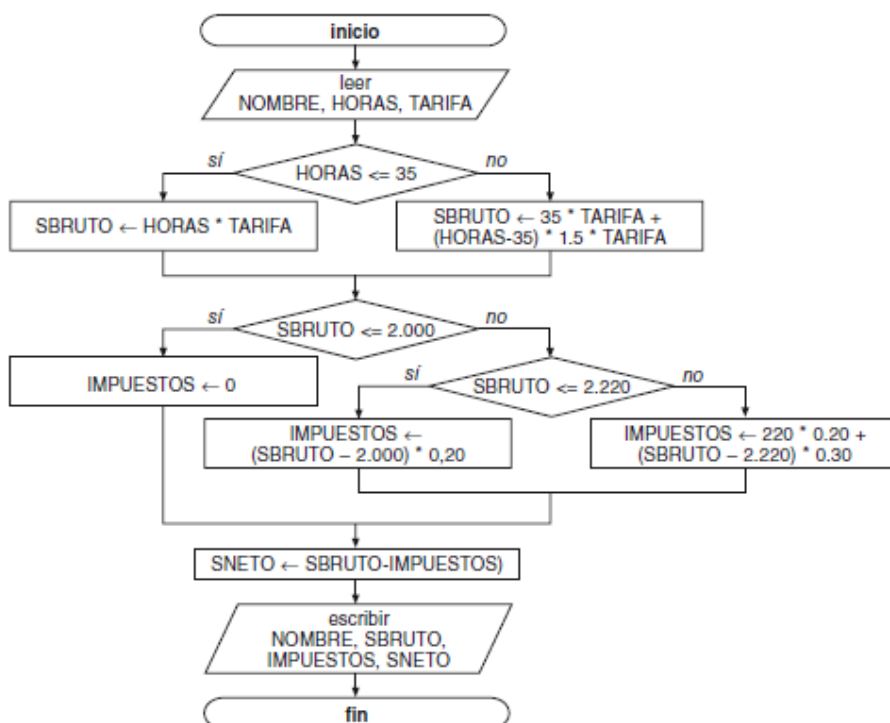 inicio
leer
NOMBRE, HORAS, TARIFA
sí
HORAS <= 35
no
SBRUTO ← HORAS * TARIFA
SBRUTO ← 35 * TARIFA +
(HORAS-35) * 1.5 * TARIFA
sí
SBRUTO <= 2.000
no
IMPUESTOS ← 0
sí
SBRUTO <= 2.220
no
IMPUESTOS ←
(SBRUTO – 2.000) * 0,20
IMPUESTOS ← 220 * 0.20 +
(SBRUTO – 2.220) * 0.30
SNETO ← SBRUTO-IMPUESTOS)
escribir
NOMBRE, SBRUTO,
IMPUESTOS, SNETO
fin